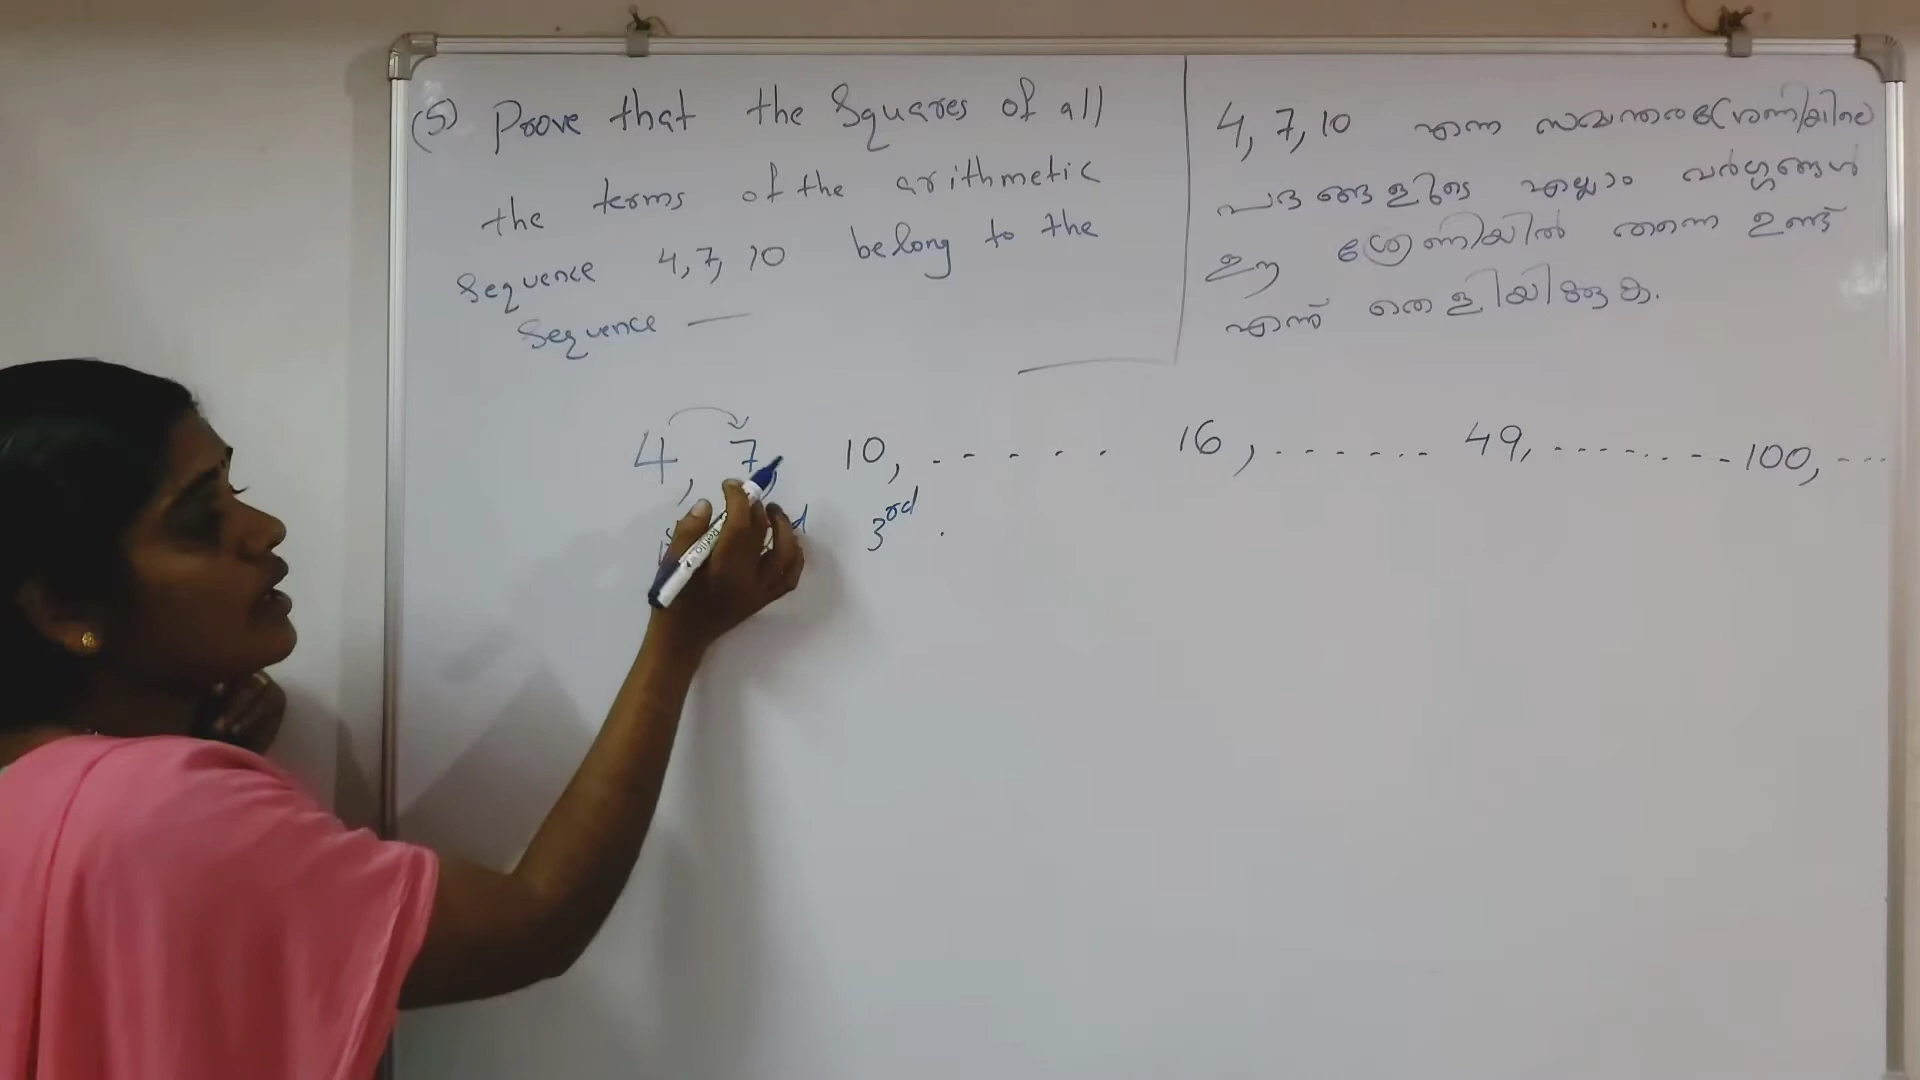 (5) Prove that the squares of all
the terms of the arithmetic
sequence 4, 7, 10 belong to the
sequence —
4, 7, 10 എന്ന സമാന്തരശ്രേണിയിലെ
പദങ്ങളുടെ എല്ലാം വർഗ്ഗങ്ങൾ
ഈ ശ്രേണിയിൽ തന്നെ ഉണ്ട്
എന്ന് തെളിയിക്കുക.
4, 7 10, - - - - - 16, ....... 49, ......... 100, ...
3rd .